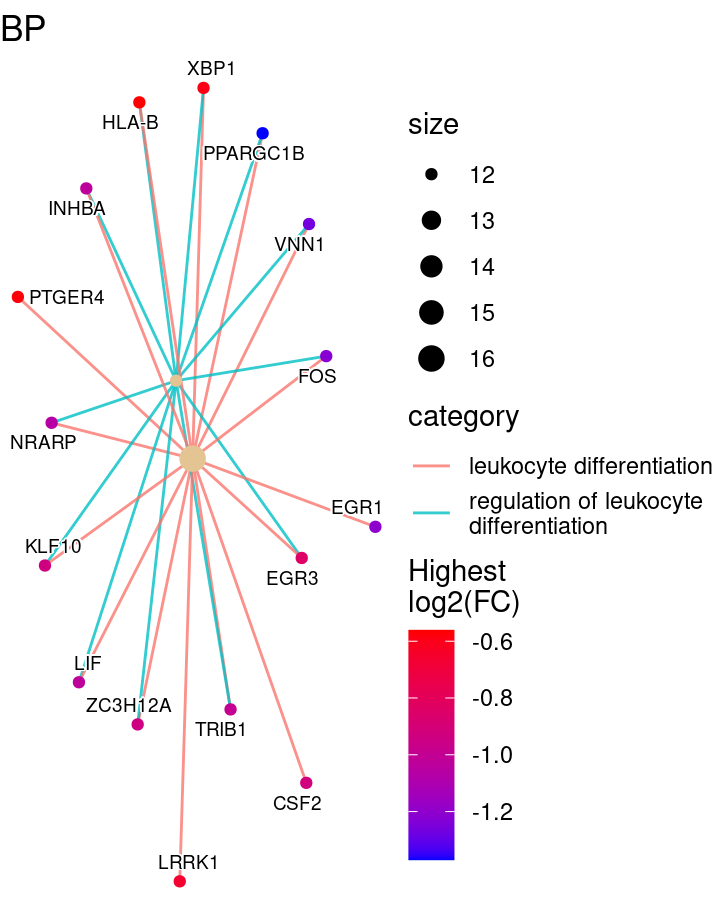 BP
XBP1
HLA-B
PPARGC1B
INHBA
VNN1
PTGER4
FOS
NRARP
EGR1
KLF10
EGR3
LIF
ZC3H12A
TRIB1
CSF2
LRRK1
size
12
13
14
15
16
category
leukocyte differentiation
regulation of leukocyte
differentiation
Highest
log2(FC)
-0.6
-0.8
-1.0
-1.2